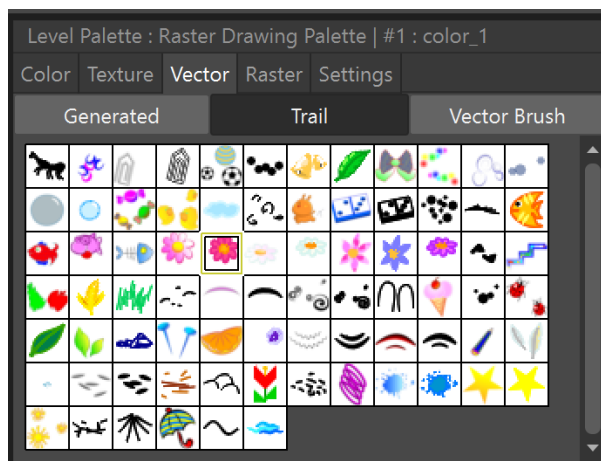 Level Palette : Raster Drawing Palette | #1 : color_1
Color Texture Vector Raster Settings
Generated Trail Vector Brush